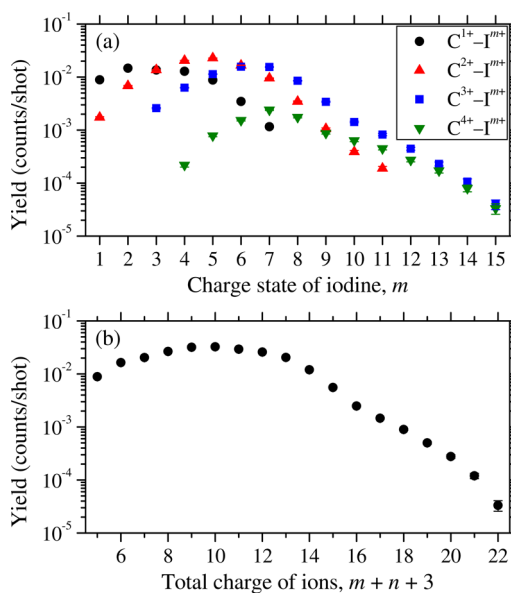 (a)
C1+–Im+
C2+–Im+
C3+–Im+
C4+–Im+
Yield (counts/shot)
10-1
10-2
10-3
10-4
10-5
1 2 3 4 5 6 7 8 9 10 11 12 13 14 15
Charge state of iodine, m
(b)
Yield (counts/shot)
10-1
10-2
10-3
10-4
10-5
6 8 10 12 14 16 18 20 22
Total charge of ions, m + n + 3